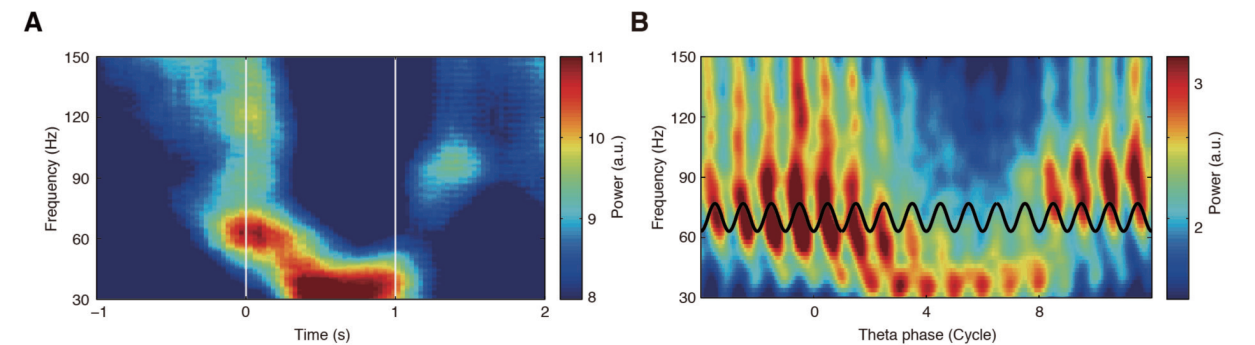 A
B
150
120
90
60
30
Frequency (Hz)
−1
0
1
2
Time (s)
11
10
9
8
Power (a.u.)
150
120
90
60
30
Frequency (Hz)
0
4
8
Theta phase (Cycle)
3
2
Power (a.u.)